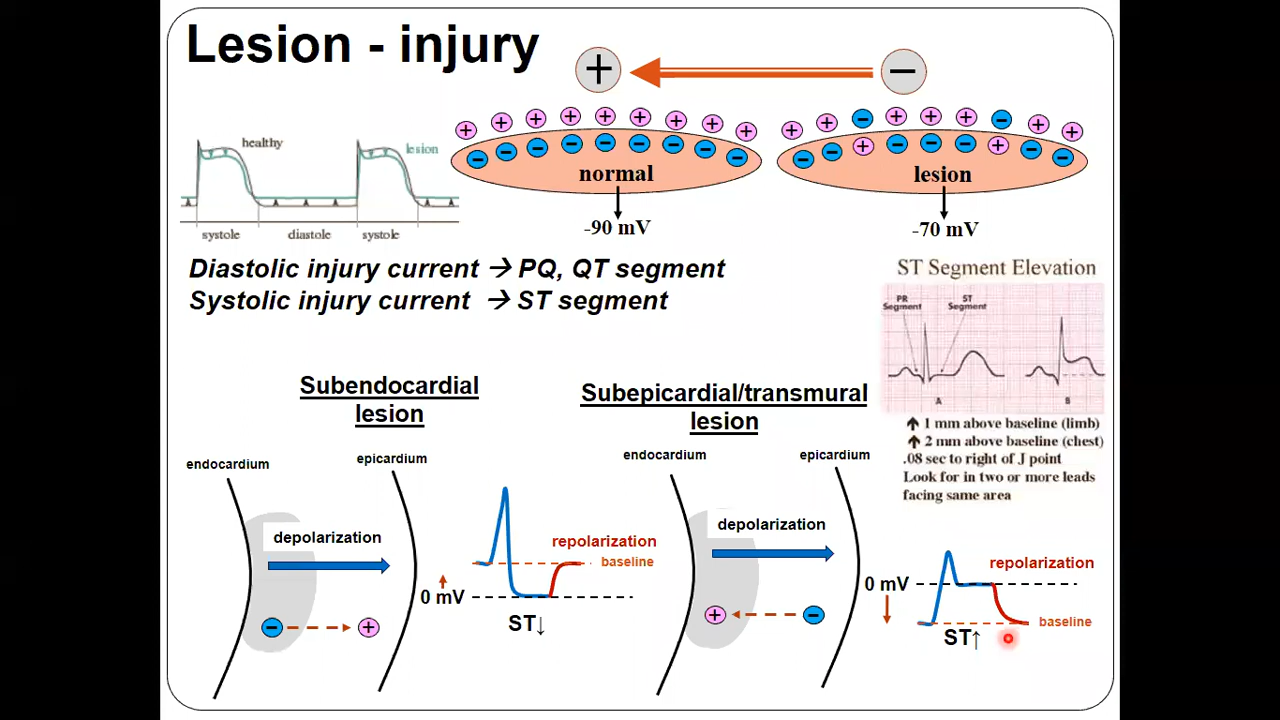 Lesion - injury
+ −
healthy
lesion
systole diastole systole
normal
-90 mV
lesion
-70 mV
Diastolic injury current → PQ, QT segment
Systolic injury current → ST segment
ST Segment Elevation
PR
Segment
ST
Segment
A B
↑ 1 mm above baseline (limb)
↑ 2 mm above baseline (chest)
.08 sec to right of J point
Look for in two or more leads
facing same area
Subendocardial
lesion
endocardium
epicardium
depolarization
− +
repolarization
baseline
0 mV
ST↓
Subepicardial/transmural
lesion
endocardium
epicardium
depolarization
+ −
repolarization
0 mV
baseline
ST↑